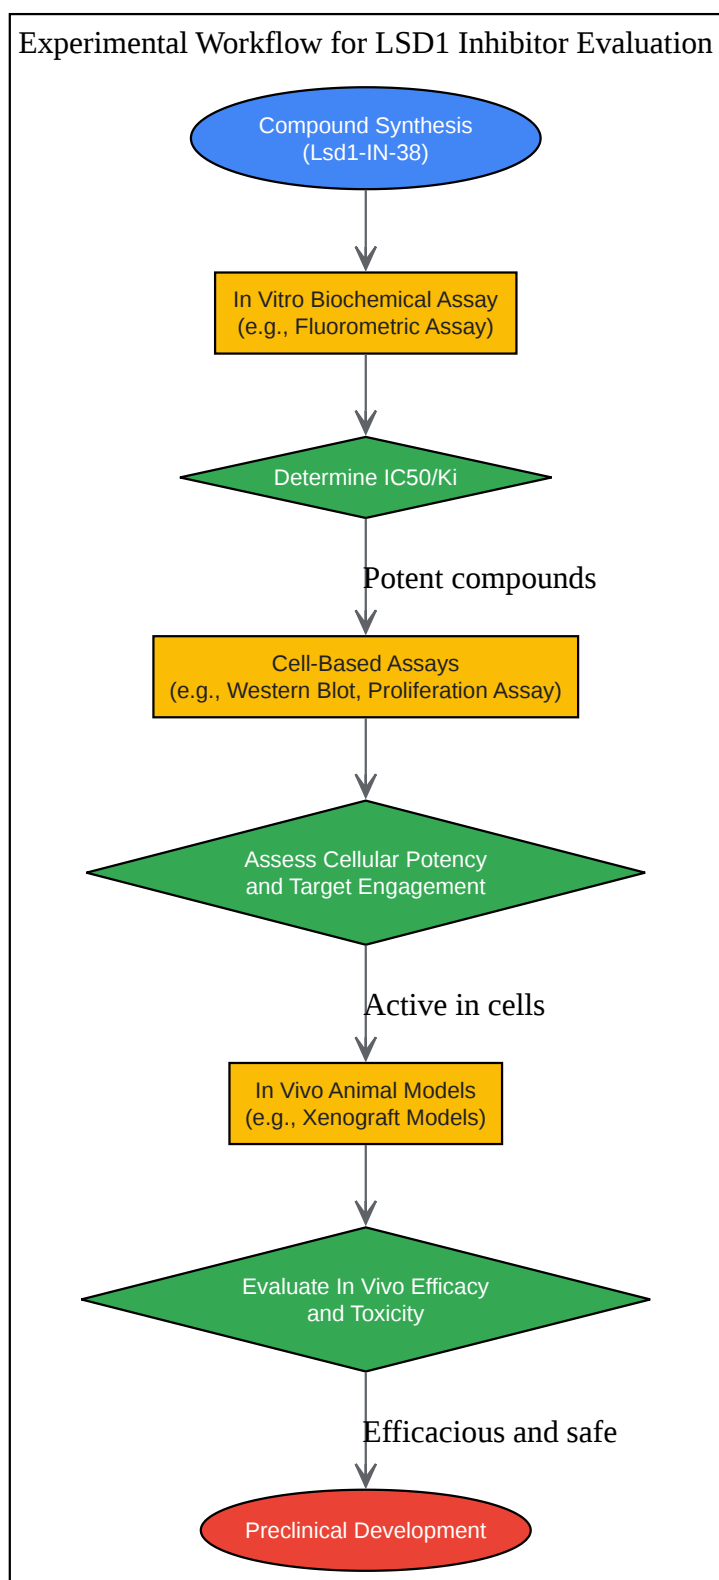 Experimental Workflow for LSD1 Inhibitor Evaluation
Compound Synthesis
(Lsd1-IN-38)
In Vitro Biochemical Assay
(e.g., Fluorometric Assay)
Determine IC50/Ki
Potent compounds
Cell-Based Assays
(e.g., Western Blot, Proliferation Assay)
Assess Cellular Potency
and Target Engagement
Active in cells
In Vivo Animal Models
(e.g., Xenograft Models)
Evaluate In Vivo Efficacy
and Toxicity
Efficacious and safe
Preclinical Development